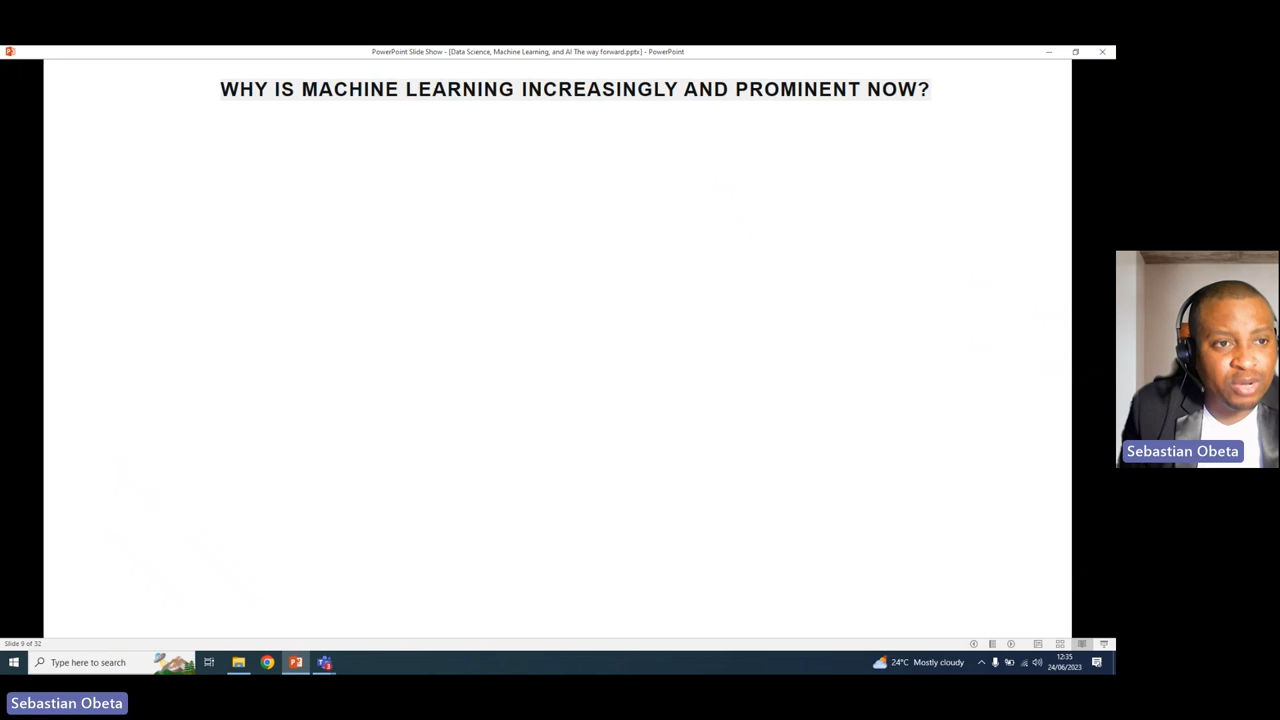 PowerPoint Slide Show - [Data Science, Machine Learning, and AI The way forward.pptx] - PowerPoint
WHY IS MACHINE LEARNING INCREASINGLY AND PROMINENT NOW?
Sebastian Obeta
Slide 9 of 32
Type here to search
24°C Mostly cloudy
12:35
24/06/2023
Sebastian Obeta